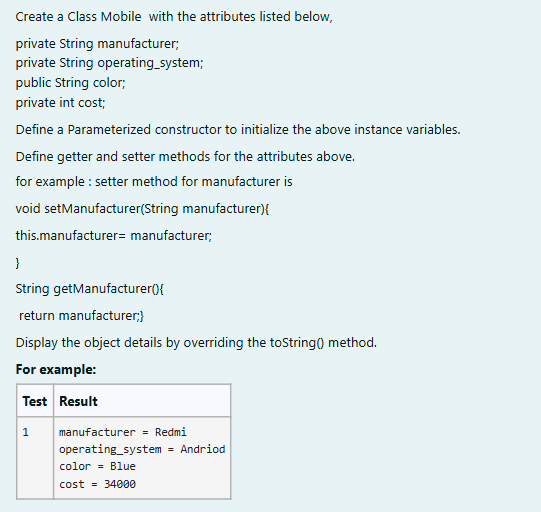 Create a Class Mobile with the attributes listed below,
private String manufacturer;
private String operating_system;
public String color;
private int cost;
Define a Parameterized constructor to initialize the above instance variables.
Define getter and setter methods for the attributes above.
for example : setter method for manufacturer is
void setManufacturer(String manufacturer){
this.manufacturer= manufacturer;
}
String getManufacturer(){
return manufacturer;}
Display the object details by overriding the toString() method.
For example:
Test Result
1 manufacturer = Redmi
operating_system = Andriod
color = Blue
cost = 34000